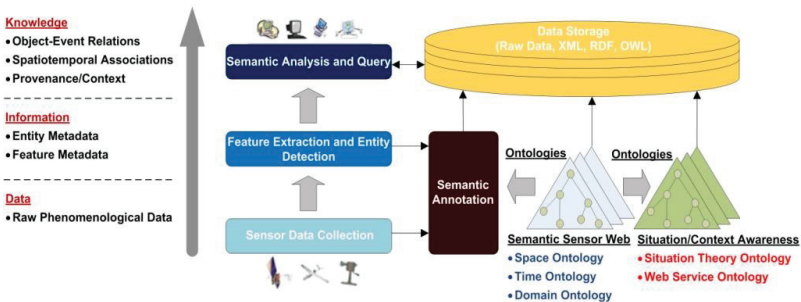 Knowledge
•Object-Event Relations
•Spatiotemporal Associations
•Provenance/Context
Information
•Entity Metadata
•Feature Metadata
Data
•Raw Phenomenological Data
Semantic Analysis and Query
Feature Extraction and Entity
Detection
Sensor Data Collection
Data Storage
(Raw Data, XML, RDF, OWL)
Semantic
Annotation
Ontologies
Ontologies
Semantic Sensor Web
•Space Ontology
•Time Ontology
•Domain Ontology
Situation/Context Awareness
•Situation Theory Ontology
•Web Service Ontology